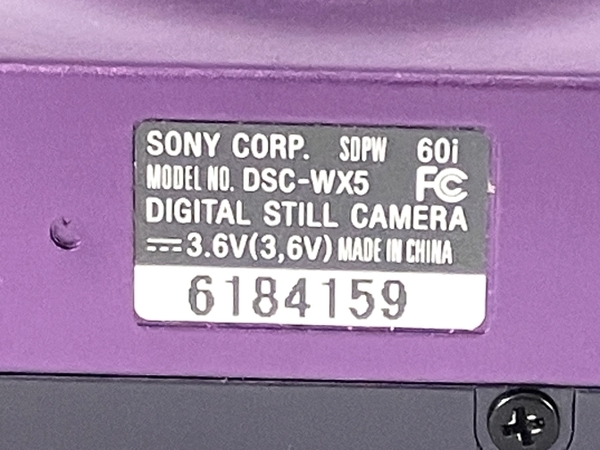 SONY CORP. SDPW 60i
MODEL NO. DSC-WX5 FC
DIGITAL STILL CAMERA
⎓3.6V(3,6V) MADE IN CHINA
6184159